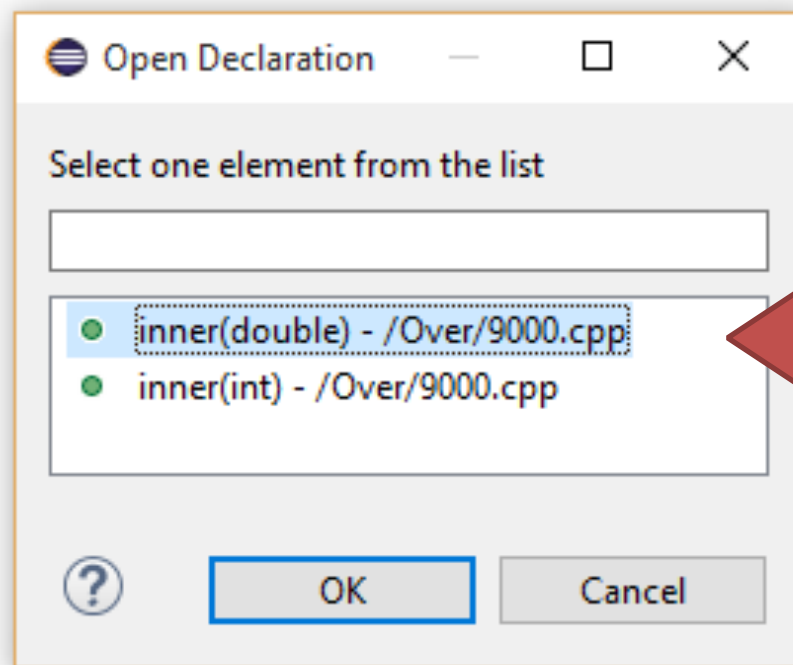 Open Declaration
Select one element from the list
inner(double) - /Over/9000.cpp
inner(int) - /Over/9000.cpp
?
OK
Cancel